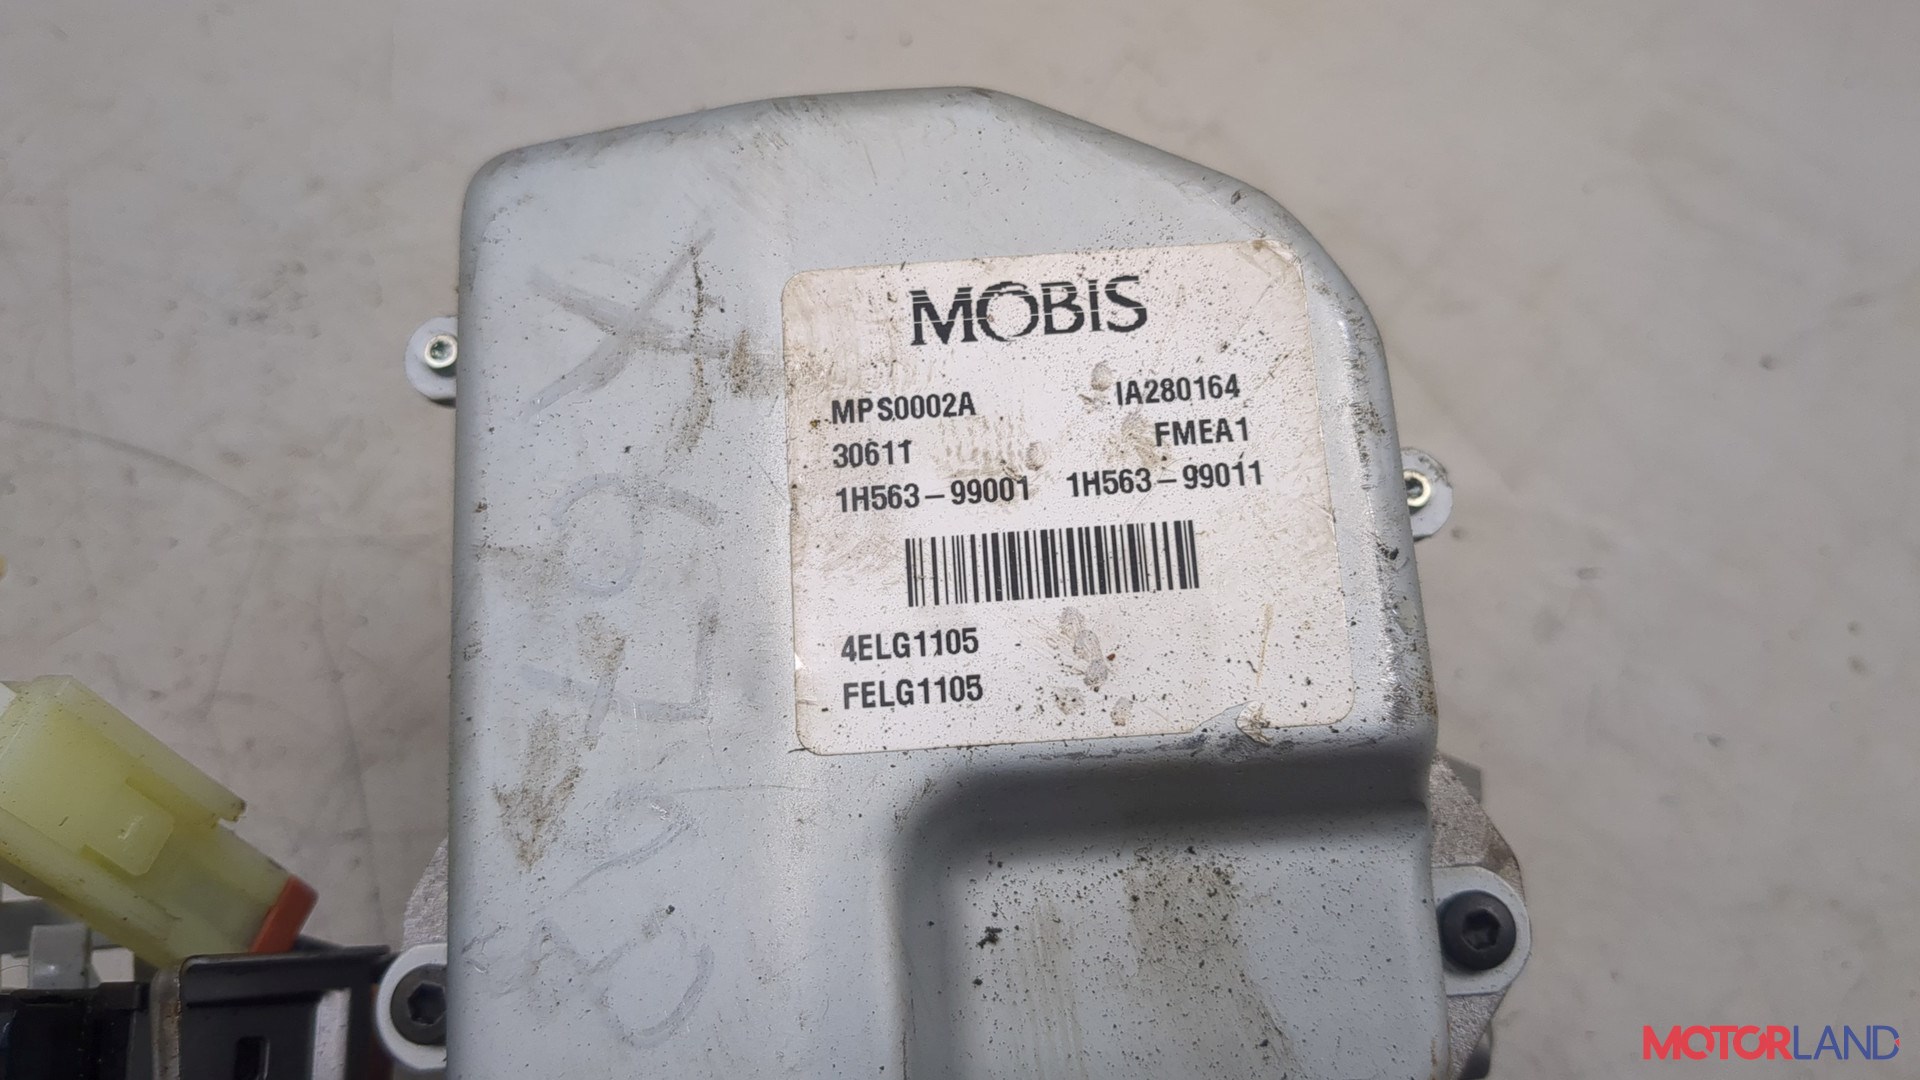 MOBIS
MPS0002A IA280164
30611 FMEA1
1H563-99001 1H563-99011
4ELG1105
FELG1105
MOTORLAND